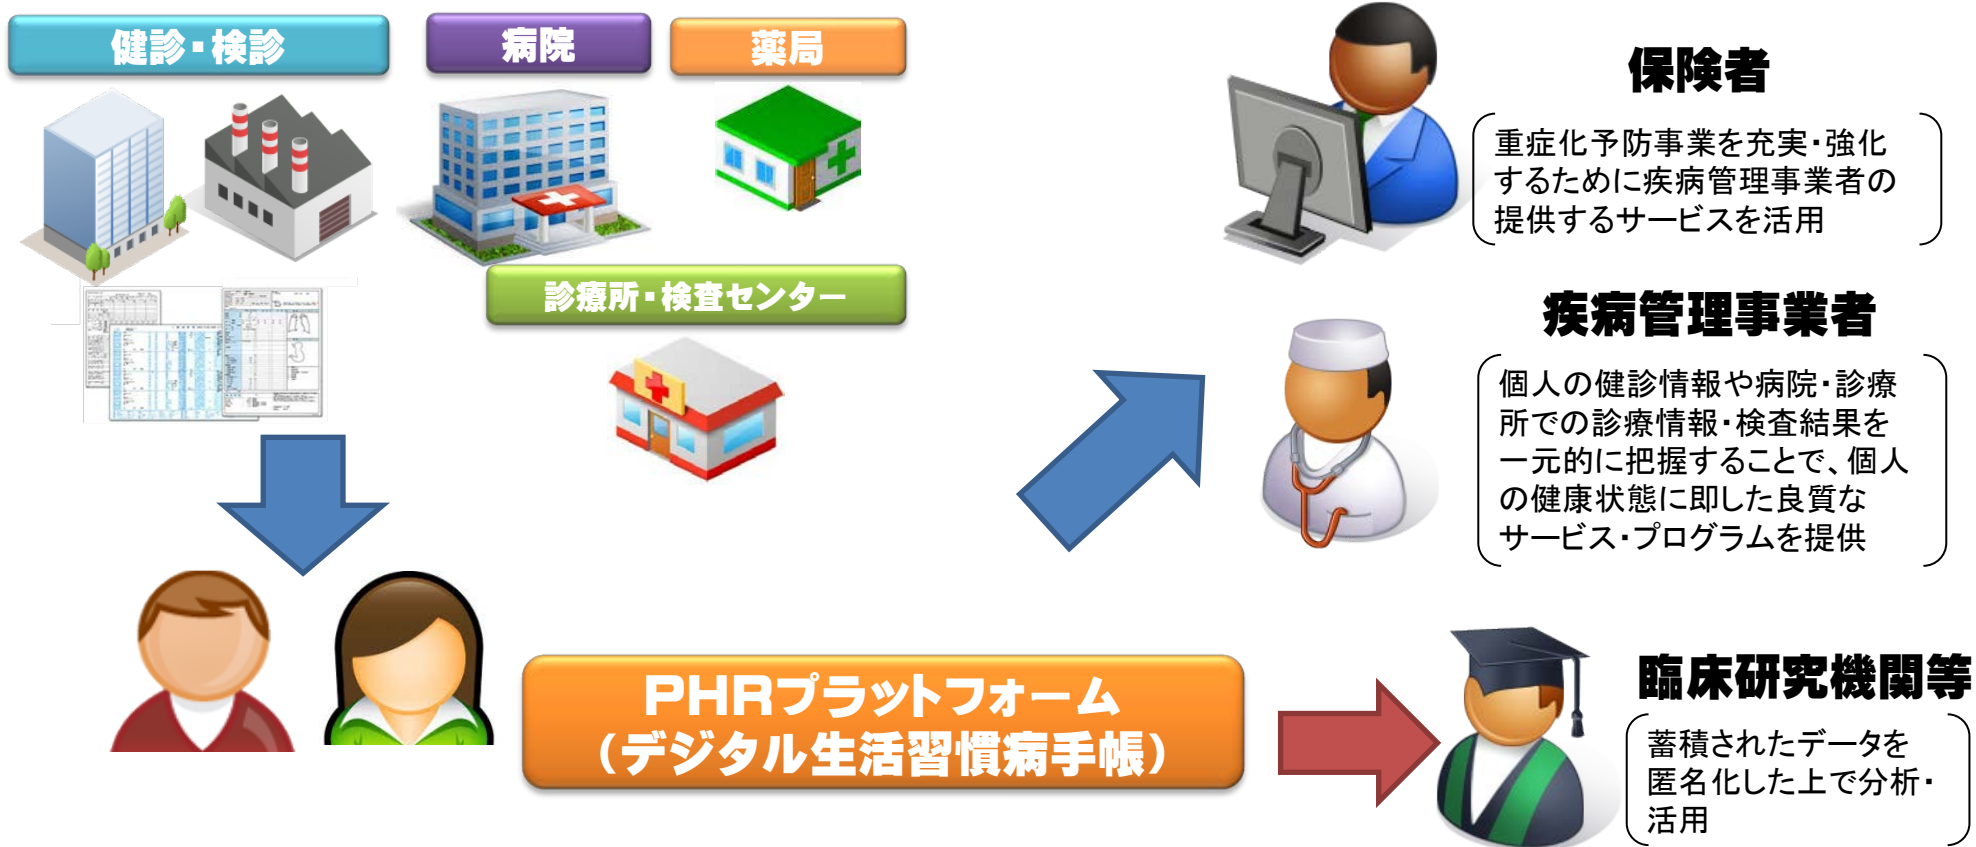 健診・検診
病院
薬局
診療所・検査センター
保険者
重症化予防事業を充実・強化
するために疾病管理事業者の
提供するサービスを活用
疾病管理事業者
個人の健診情報や病院・診療
所での診療情報・検査結果を
一元的に把握することで、個人
の健康状態に即した良質な
サービス・プログラムを提供
PHRプラットフォーム
（デジタル生活習慣病手帳）
臨床研究機関等
蓄積されたデータを
匿名化した上で分析・
活用